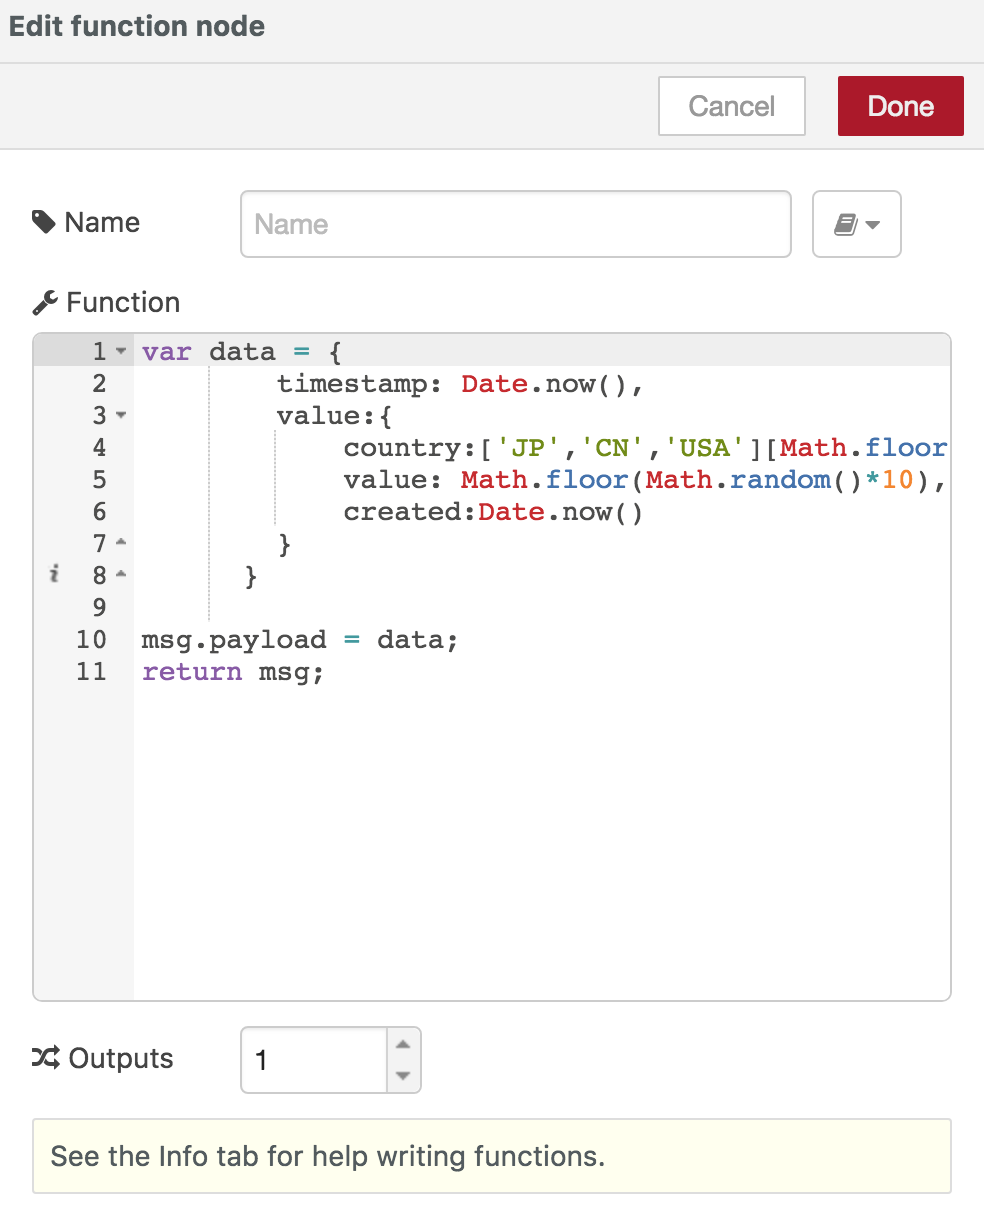 Edit function node
Cancel Done
Name Name
Function
1 var data = {
2 timestamp: Date.now(),
3 value:{
4 country:['JP','CN','USA'][Math.floor
5 value: Math.floor(Math.random()*10),
6 created:Date.now()
7 }
i 8 }
9
10 msg.payload = data;
11 return msg;
Outputs 1
See the Info tab for help writing functions.